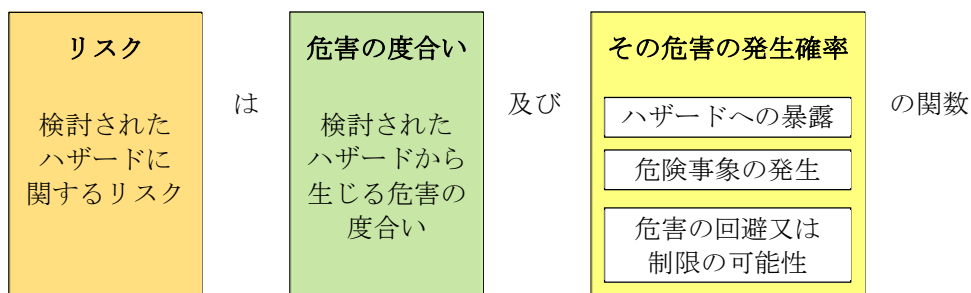 リスク
検討された
ハザードに
関するリスク
は
危害の度合い
検討された
ハザードから
生じる危害の
度合い
及び
その危害の発生確率
ハザードへの暴露
危険事象の発生
危害の回避又は
制限の可能性
の関数